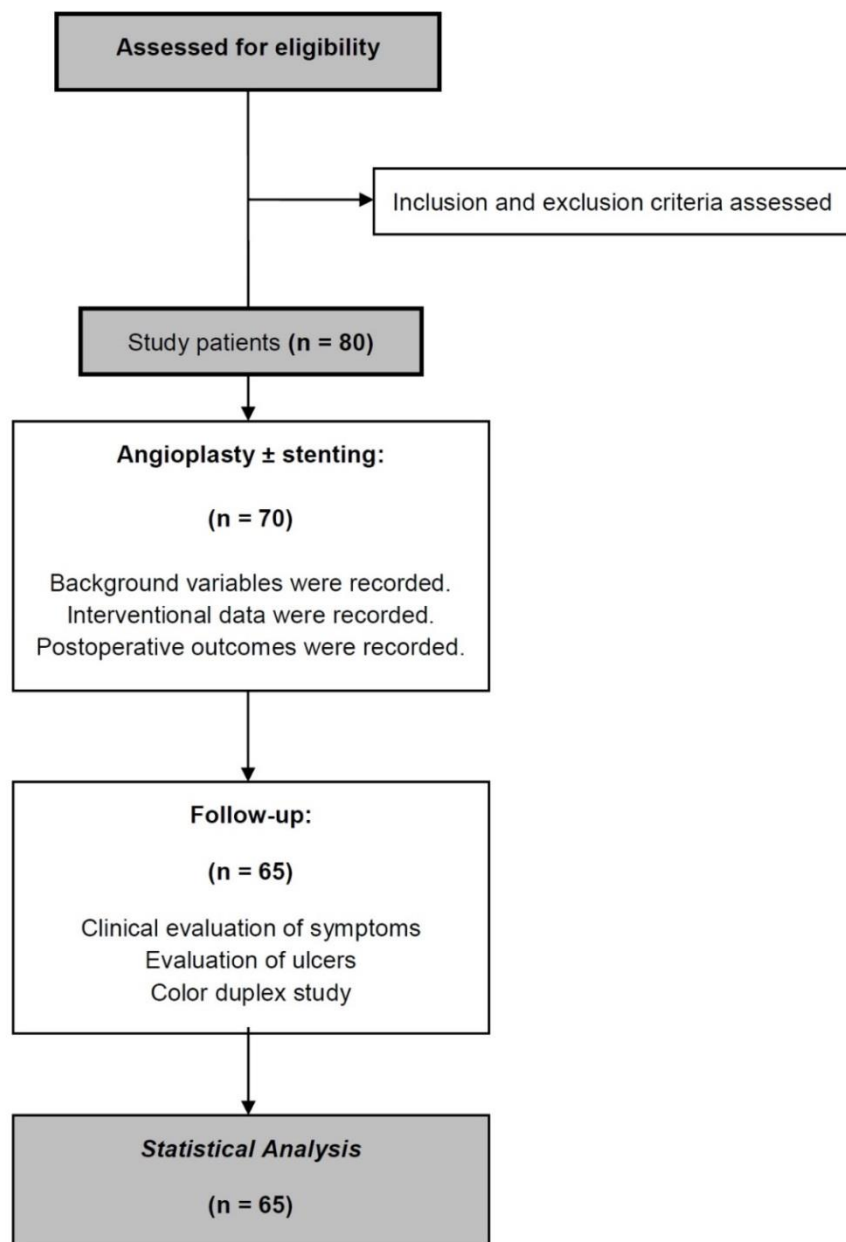 Assessed for eligibility
Inclusion and exclusion criteria assessed
Study patients (n = 80)
Angioplasty ± stenting:
(n = 70)
Background variables were recorded.
Interventional data were recorded.
Postoperative outcomes were recorded.
Follow-up:
(n = 65)
Clinical evaluation of symptoms
Evaluation of ulcers
Color duplex study
Statistical Analysis
(n = 65)